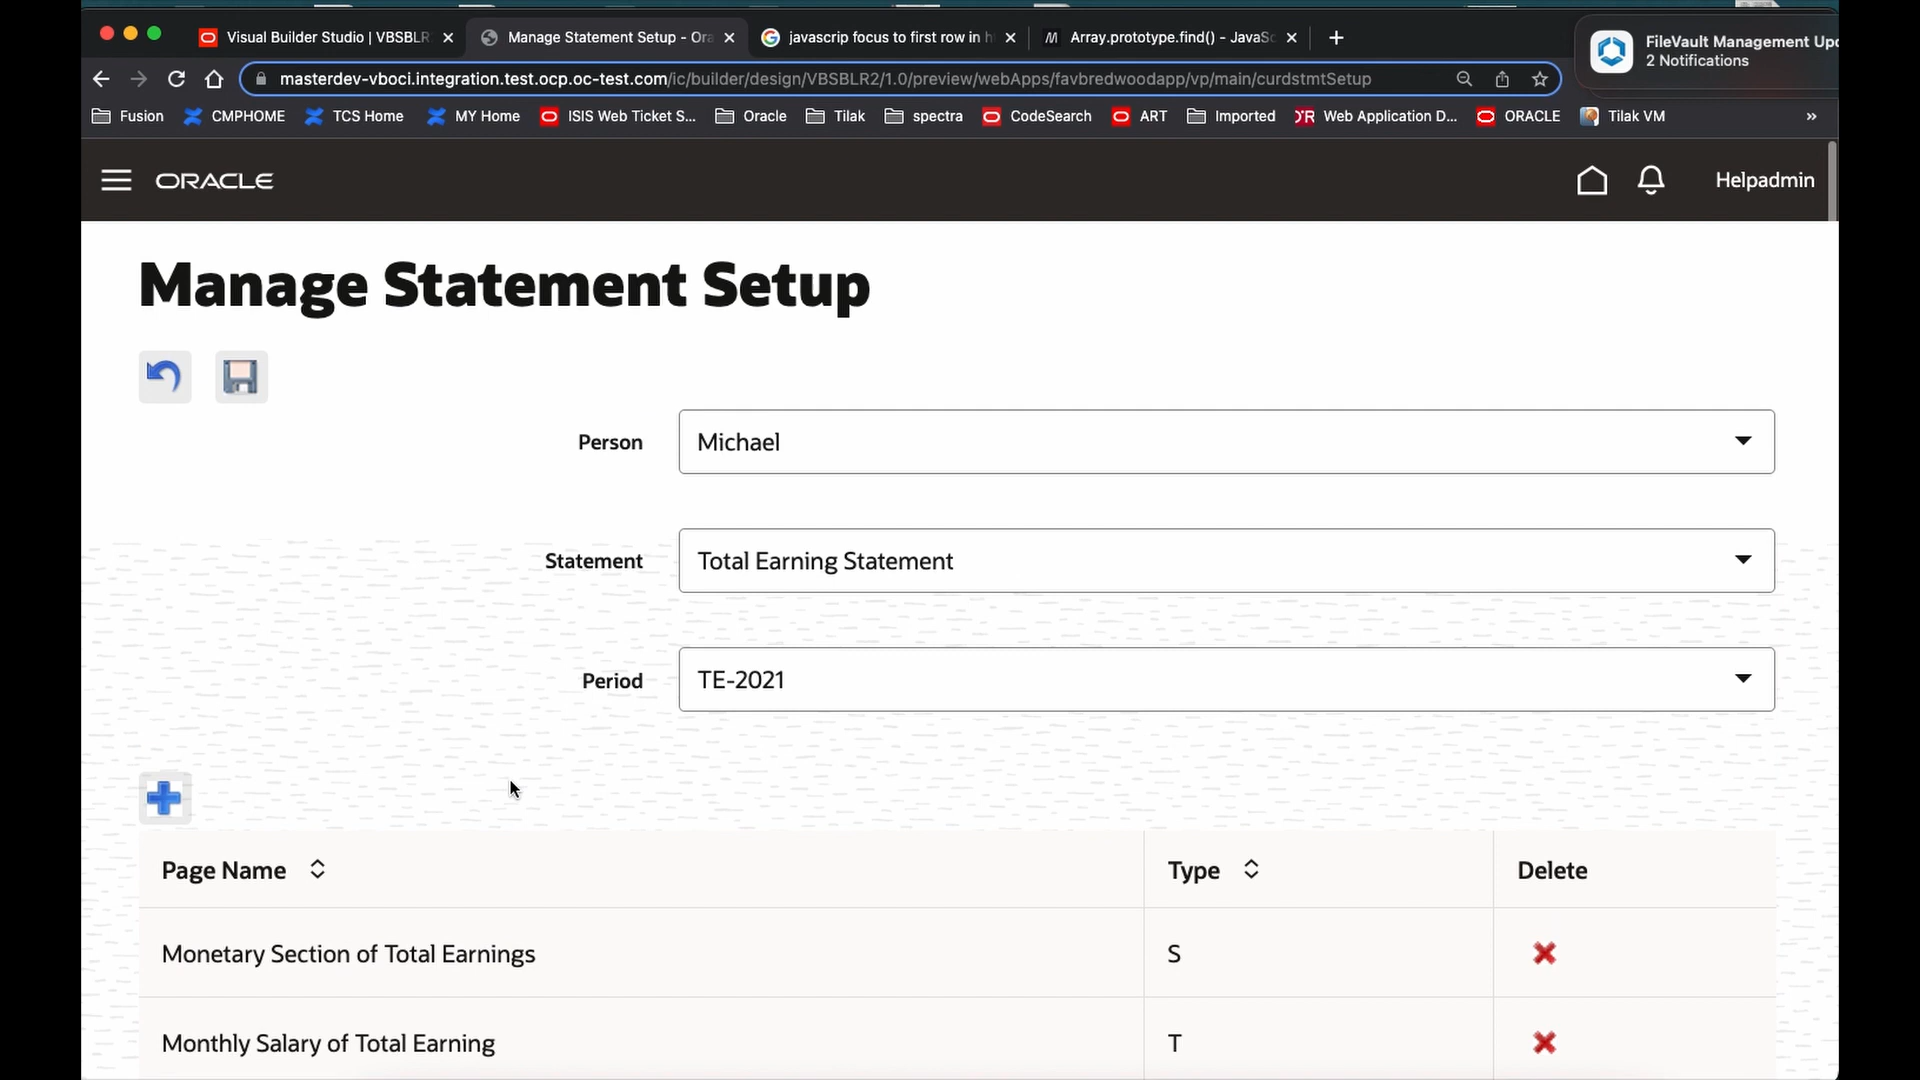 Visual Builder Studio | VBSBLR
Manage Statement Setup - Ora
javascrip focus to first row in h
Array.prototype.find() - JavaSc
FileVault Management Upd
2 Notifications
masterdev-vboci.integration.test.ocp.oc-test.com/ic/builder/design/VBSBLR2/1.0/preview/webApps/favbredwoodapp/vp/main/curdstmtSetup
Fusion
CMPHOME
TCS Home
MY Home
ISIS Web Ticket S...
Oracle
Tilak
spectra
CodeSearch
ART
Imported
Web Application D...
ORACLE
Tilak VM
ORACLE
Helpadmin
Manage Statement Setup
Person
Michael
Statement
Total Earning Statement
Period
TE-2021
Page Name
Type
Delete
Monetary Section of Total Earnings
S
Monthly Salary of Total Earning
T